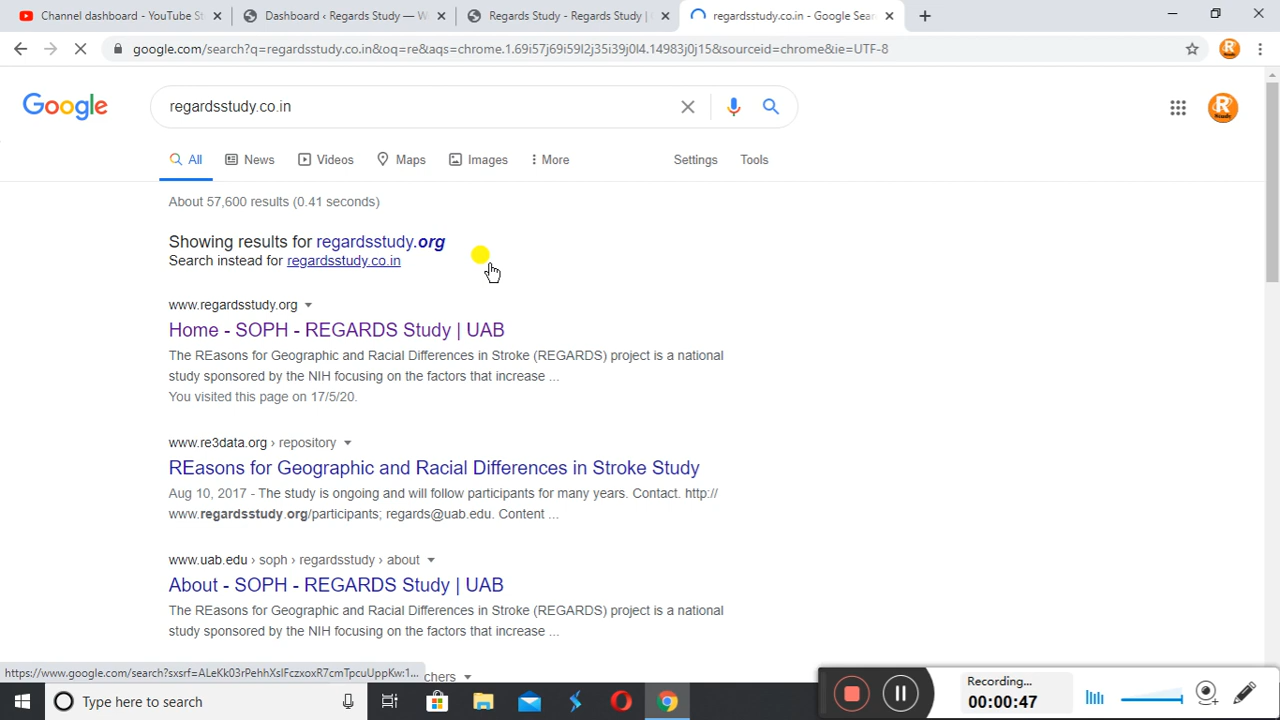 Channel dashboard - YouTube St
Dashboard ‹ Regards Study — W
Regards Study - Regards Study |
regardsstudy.co.in - Google Sear
google.com/search?q=regardsstudy.co.in&oq=re&aqs=chrome.1.69i57j69i59l2j35i39j0l4.14983j0j15&sourceid=chrome&ie=UTF-8
Google
regardsstudy.co.in
R
Study
All
News
Videos
Maps
Images
More
Settings
Tools
About 57,600 results (0.41 seconds)
Showing results for regardsstudy.org
Search instead for regardsstudy.co.in
www.regardsstudy.org
Home - SOPH - REGARDS Study | UAB
The REasons for Geographic and Racial Differences in Stroke (REGARDS) project is a national
study sponsored by the NIH focusing on the factors that increase ...
You visited this page on 17/5/20.
www.re3data.org › repository
REasons for Geographic and Racial Differences in Stroke Study
Aug 10, 2017 - The study is ongoing and will follow participants for many years. Contact. http://
www.regardsstudy.org/participants; regards@uab.edu. Content ...
www.uab.edu › soph › regardsstudy › about
About - SOPH - REGARDS Study | UAB
The REasons for Geographic and Racial Differences in Stroke (REGARDS) project is a national
study sponsored by the NIH focusing on the factors that increase ...
chers
Type here to search
Recording...
00:00:47